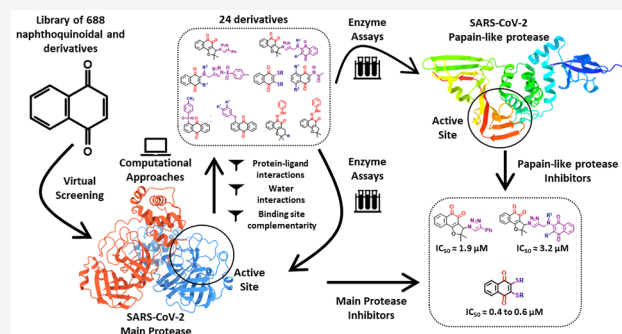 Library of 688
naphthoquinoidal and
derivatives
24 derivatives
Enzyme
Assays
SARS-CoV-2
Papain-like protease
Active
Site
Computational
Approaches
Virtual
Screening
Protein-ligand
interactions
Water
interactions
Binding site
complementarity
Enzyme
Assays
Papain-like protease
Inhibitors
Active
Site
SARS-CoV-2
Main Protease
Main Protease
Inhibitors
IC50 ≈ 1.9 µM
IC50 ≈ 3.2 µM
SR
SR
IC50 ≈ 0.4 to 0.6 µM